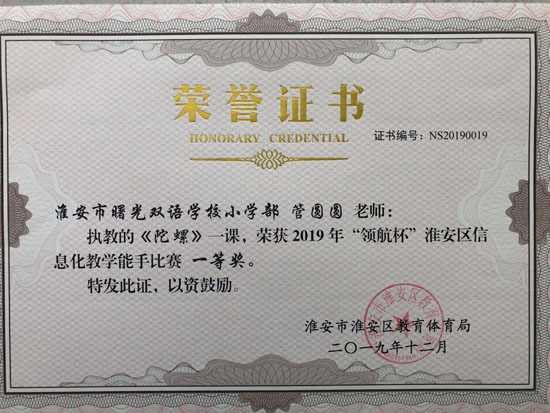 荣誉证书
HONORARY CREDENTIAL
证书编号：NS20190019
淮安市曙光双语学校小学部 管圆圆 老师：
执教的《陀螺》一课，荣获2019年“领航杯”淮安区信
息化教学能手比赛 一等奖。
特发此证，以资鼓励。
淮安市淮安区教育体育局
二〇一九年十二月